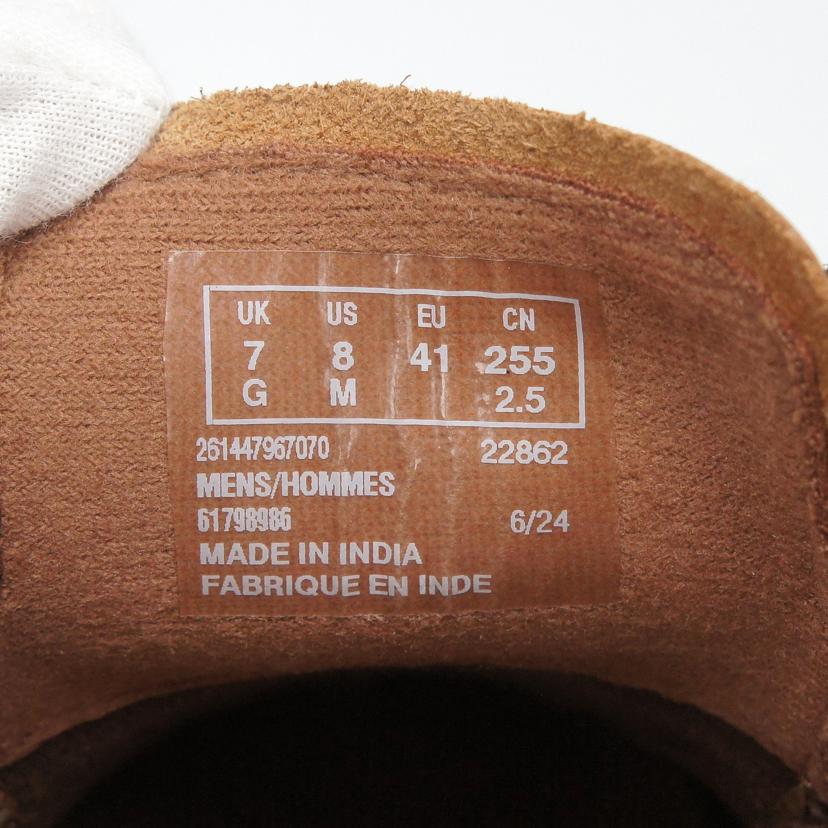 UK US EU CN
7 8 41 255
G M 2.5
261447967070 22862
MENS/HOMMES
61798986 6/24
MADE IN INDIA
FABRIQUE EN INDE